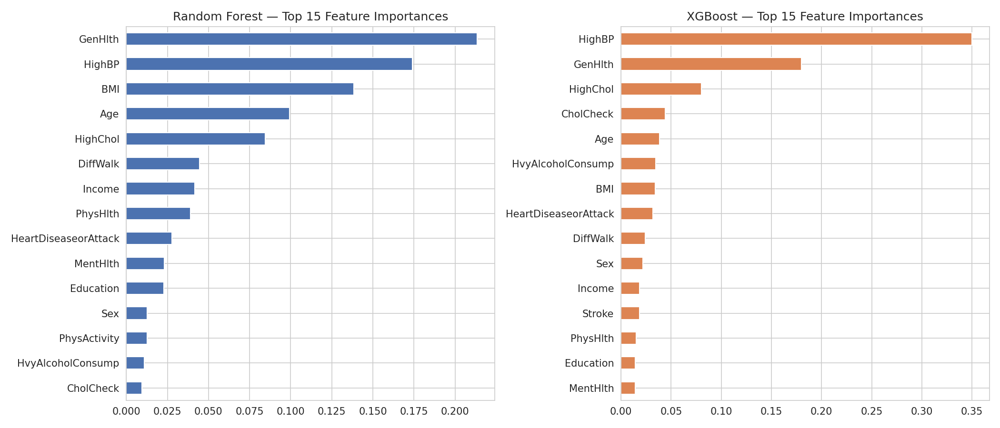 Random Forest — Top 15 Feature Importances
GenHlth
HighBP
BMI
Age
HighChol
DiffWalk
Income
PhysHlth
HeartDiseaseorAttack
MentHlth
Education
Sex
PhysActivity
HvyAlcoholConsump
CholCheck
0.000 0.025 0.050 0.075 0.100 0.125 0.150 0.175 0.200
XGBoost — Top 15 Feature Importances
HighBP
GenHlth
HighChol
CholCheck
Age
HvyAlcoholConsump
BMI
HeartDiseaseorAttack
DiffWalk
Sex
Income
Stroke
PhysHlth
Education
MentHlth
0.00 0.05 0.10 0.15 0.20 0.25 0.30 0.35